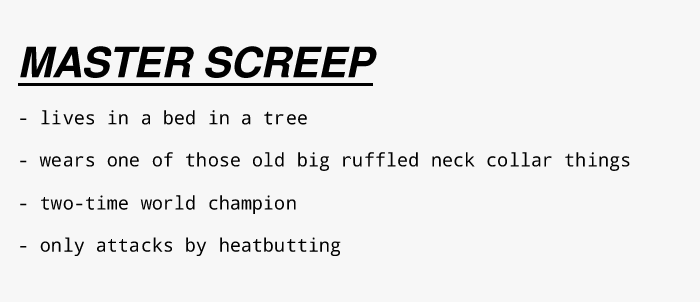 MASTER SCREEP
- lives in a bed in a tree
- wears one of those old big ruffled neck collar things
- two-time world champion
- only attacks by heatbutting